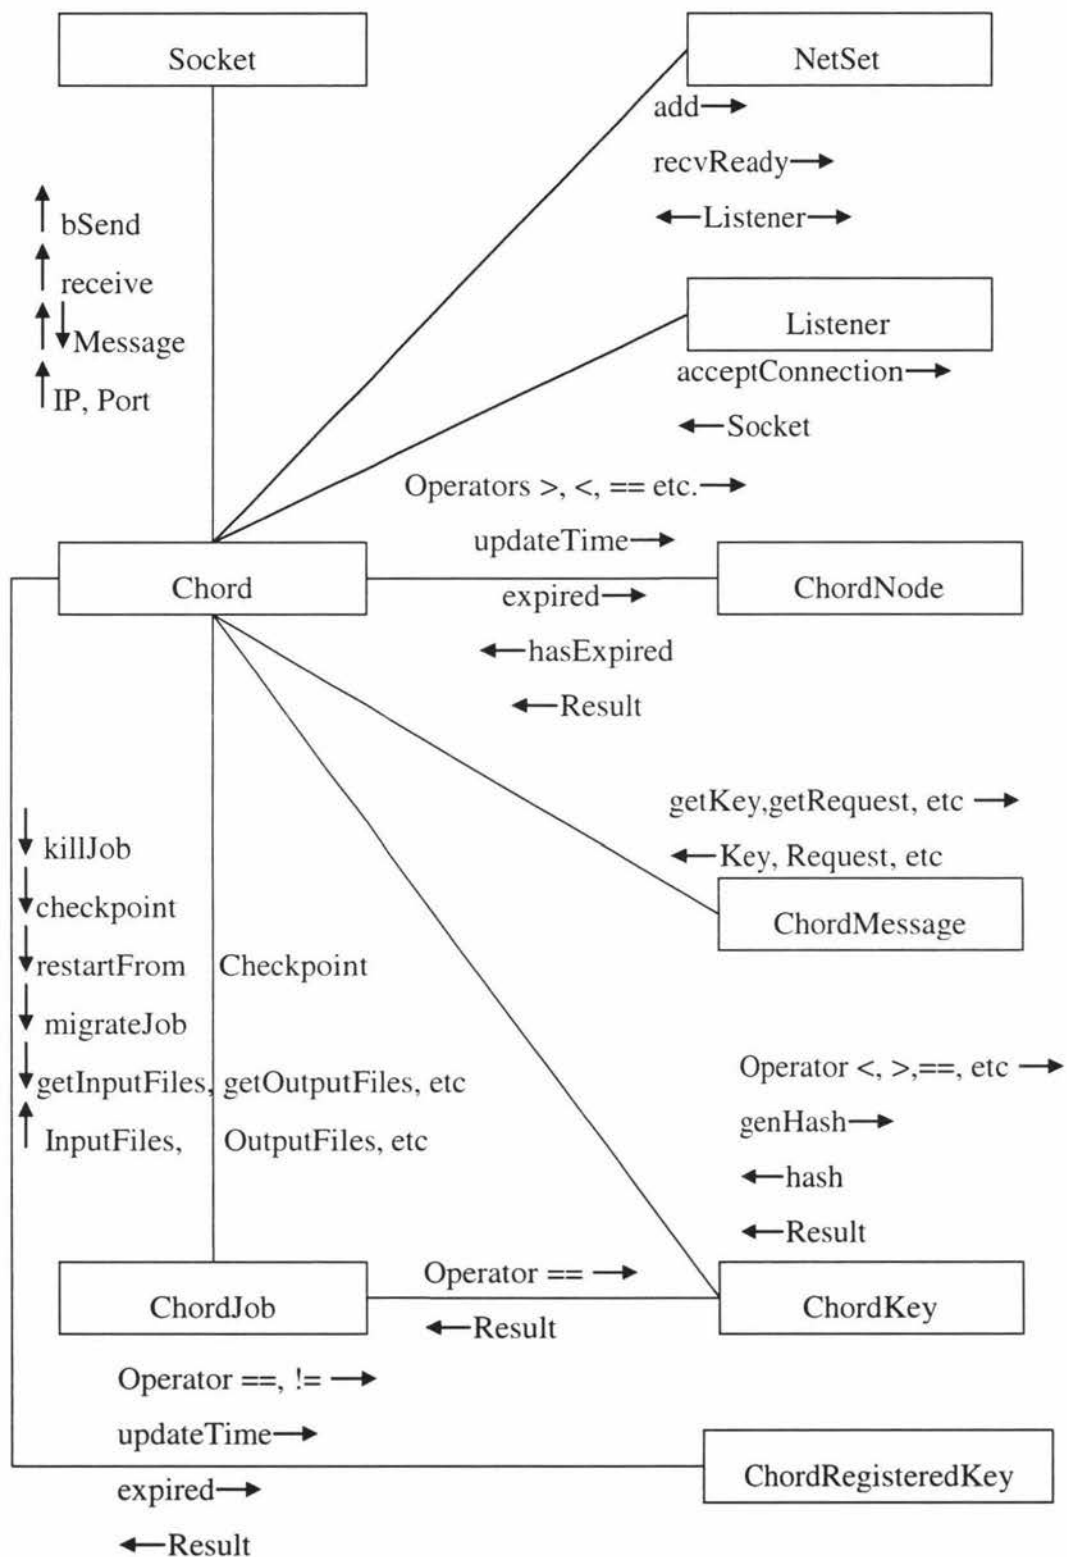 Socket
NetSet
add
recvReady
Listener
bSend
receive
Message
IP, Port
Listener
acceptConnection
Socket
Operators >, <, == etc.
updateTime
Chord
ChordNode
expired
hasExpired
Result
getKey,getRequest, etc
Key, Request, etc
ChordMessage
killJob
checkpoint
restartFrom Checkpoint
migrateJob
getInputFiles, getOutputFiles, etc
InputFiles, OutputFiles, etc
Operator <, >,==, etc
genHash
hash
Result
ChordJob
Operator ==
Result
ChordKey
Operator ==, !=
updateTime
expired
Result
ChordRegisteredKey